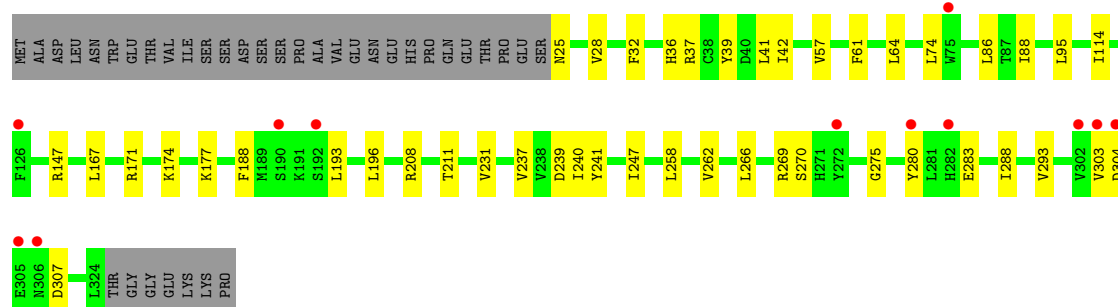 MET ALA ASP LEU ASN TRP GLU THR VAL ILE SER SER ASP SER SER PRO ALA VAL GLU ASN GLU HIS PRO GLN GLU THR PRO GLU SER N25 V28 F32 H36 R37 C38 Y39 D40 L41 I42 V57 F61 L64 L74 W75 L86 T87 I88 L95 I114
F126 R147 L167 R171 K174 K177 F188 M189 S190 K191 S192 L193 L196 R208 T211 V231 V237 V238 D239 I240 Y241 I247 L258 V262 L266 R269 S270 H271 Y272 G275 Y280 L281 H282 E283 I288 V293 V302 V303 D304
E305 N306 D307 L324 THR GLY GLY GLU LYS LYS PRO